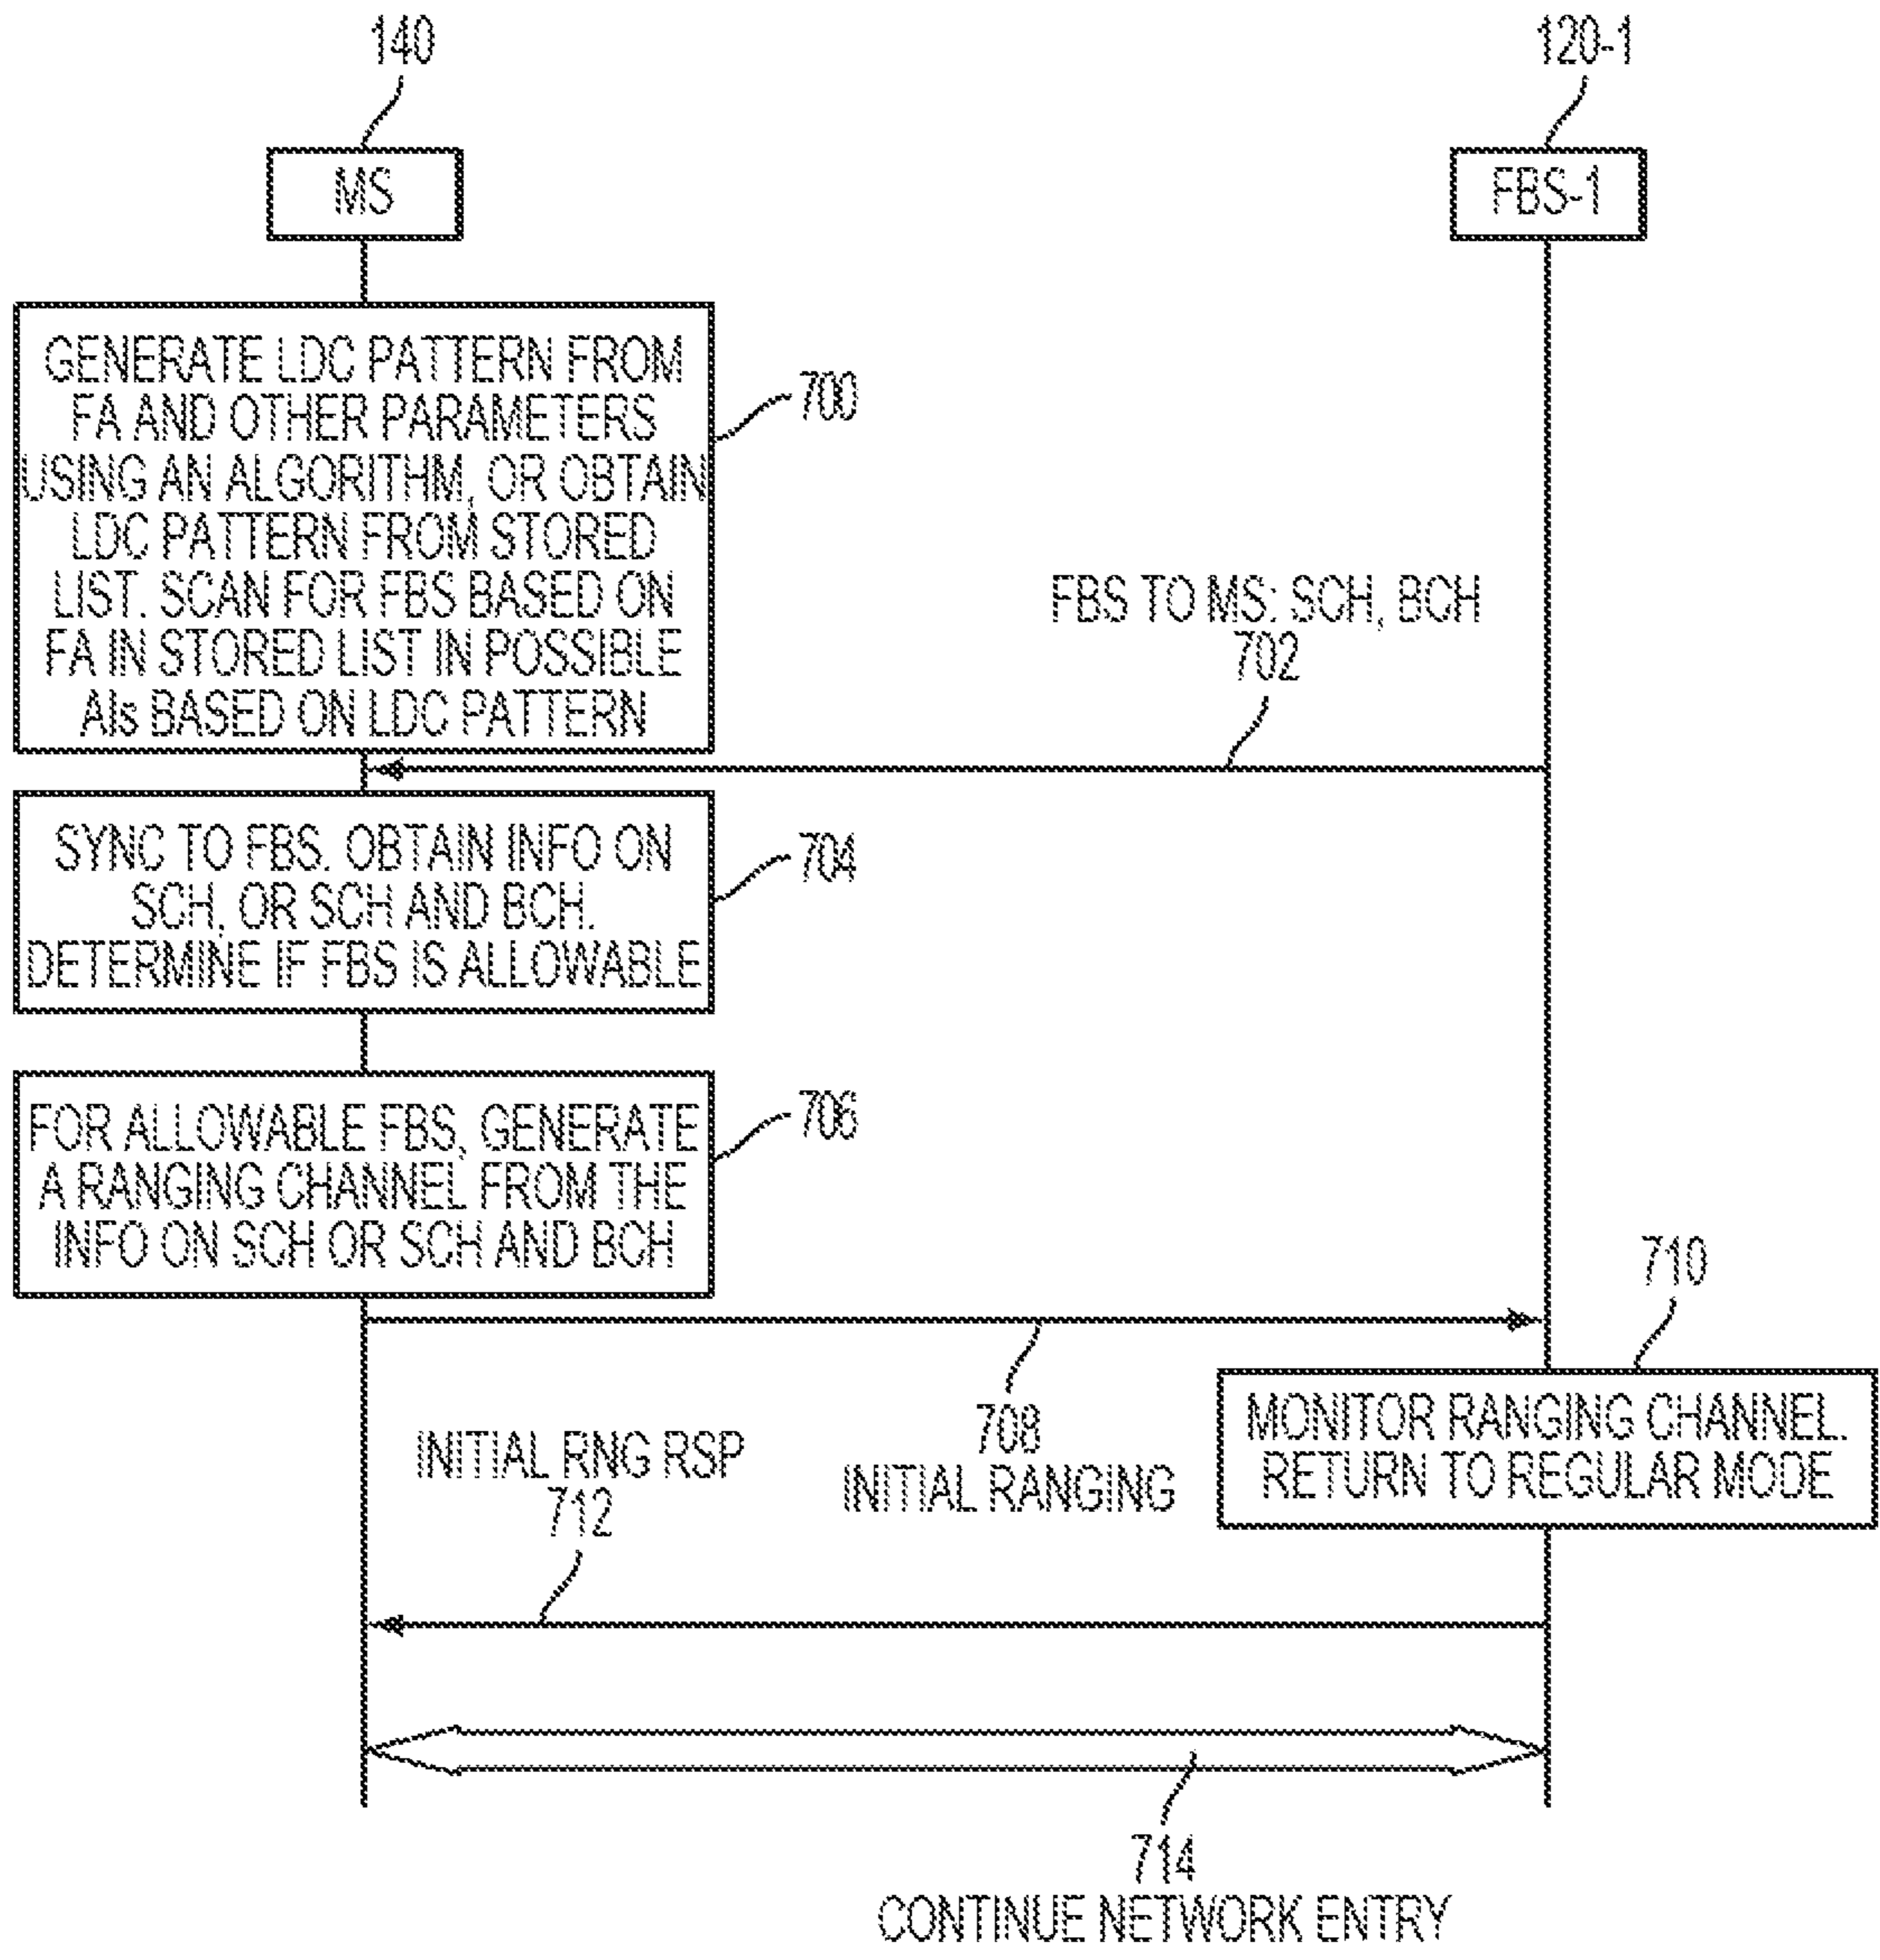 140
120-1
MS
FBS-1
GENERATE LDC PATTERN FROM
FA AND OTHER PARAMETERS
USING AN ALGORITHM, OR OBTAIN
LDC PATTERN FROM STORED
LIST. SCAN FOR FBS BASED ON
FA IN STORED LIST IN POSSIBLE
AIs BASED ON LDC PATTERN
700
FBS TO MS: SCH, BCH
702
SYNC TO FBS. OBTAIN INFO ON
SCH, OR SCH AND BCH.
DETERMINE IF FBS IS ALLOWABLE
704
FOR ALLOWABLE FBS, GENERATE
A RANGING CHANNEL FROM THE
INFO ON SCH OR SCH AND BCH
706
708
INITIAL RANGING
710
MONITOR RANGING CHANNEL.
RETURN TO REGULAR MODE
INITIAL RNG RSP
712
714
CONTINUE NETWORK ENTRY